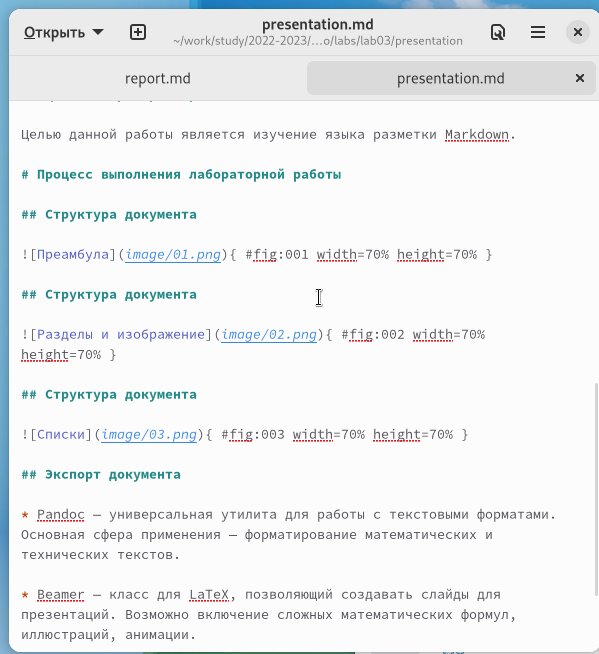 Открыть
presentation.md
~/work/study/2022-2023/…o/labs/lab03/presentation
report.md
presentation.md
Целью данной работы является изучение языка разметки Markdown.
# Процесс выполнения лабораторной работы
## Структура документа
![Преамбула](image/01.png){ #fig:001 width=70% height=70% }
## Структура документа
![Разделы и изображение](image/02.png){ #fig:002 width=70%
height=70% }
## Структура документа
![Списки](image/03.png){ #fig:003 width=70% height=70% }
## Экспорт документа
* Pandoc — универсальная утилита для работы с текстовыми форматами.
Основная сфера применения — форматирование математических и
технических текстов.
* Beamer — класс для LaTeX, позволяющий создавать слайды для
презентаций. Возможно включение сложных математических формул,
иллюстраций, анимации.